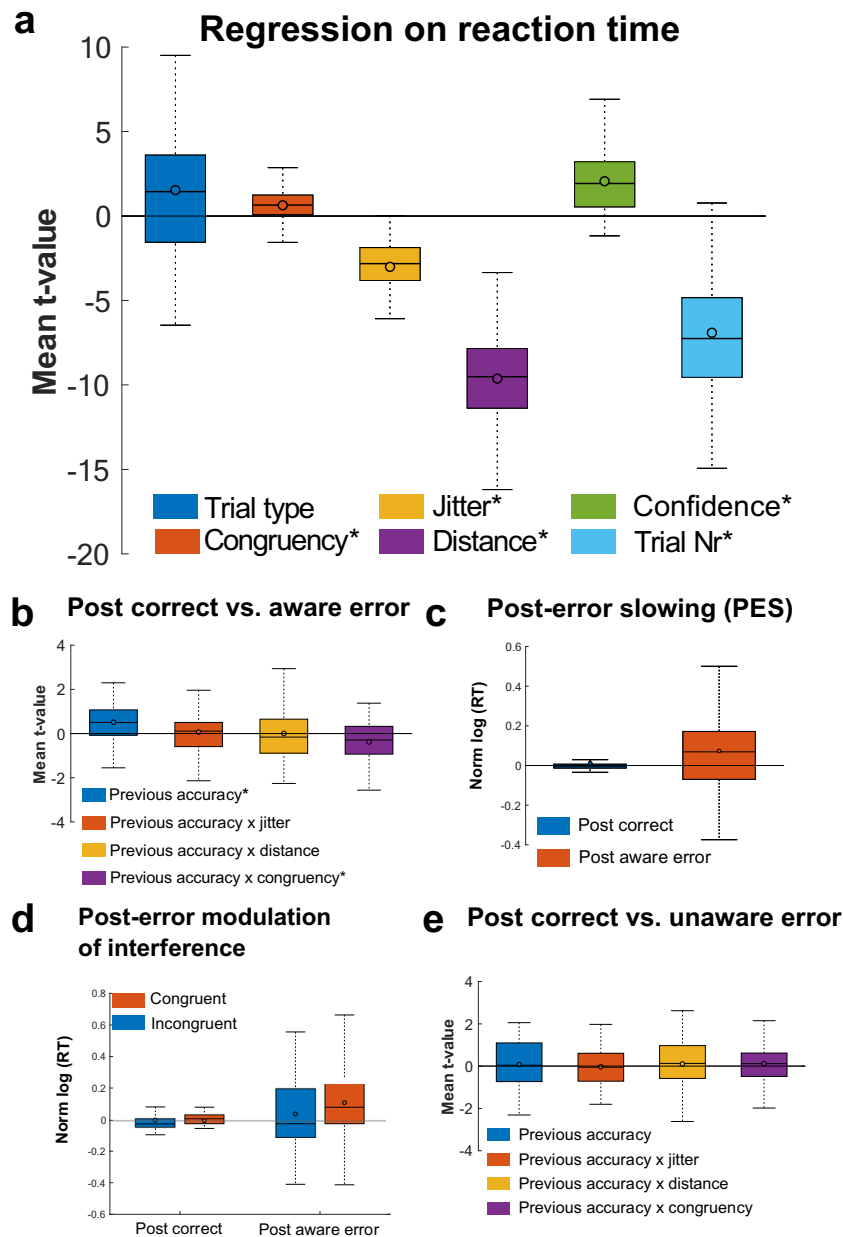 a
Regression on reaction time
Mean t-value
10
5
0
-5
-10
-15
-20
Trial type
Congruency*
Jitter*
Distance*
Confidence*
Trial Nr*
b
Post correct vs. aware error
Mean t-value
4
2
0
-2
-4
Previous accuracy*
Previous accuracy x jitter
Previous accuracy x distance
Previous accuracy x congruency*
c
Post-error slowing (PES)
Norm log (RT)
0.6
0.4
0.2
0
-0.2
-0.4
Post correct
Post aware error
d
Post-error modulation
of interference
Norm log (RT)
0.8
0.6
0.4
0.2
0
-0.2
-0.4
-0.6
Congruent
Incongruent
Post correct
Post aware error
e
Post correct vs. unaware error
Mean t-value
4
2
0
-2
-4
Previous accuracy
Previous accuracy x jitter
Previous accuracy x distance
Previous accuracy x congruency